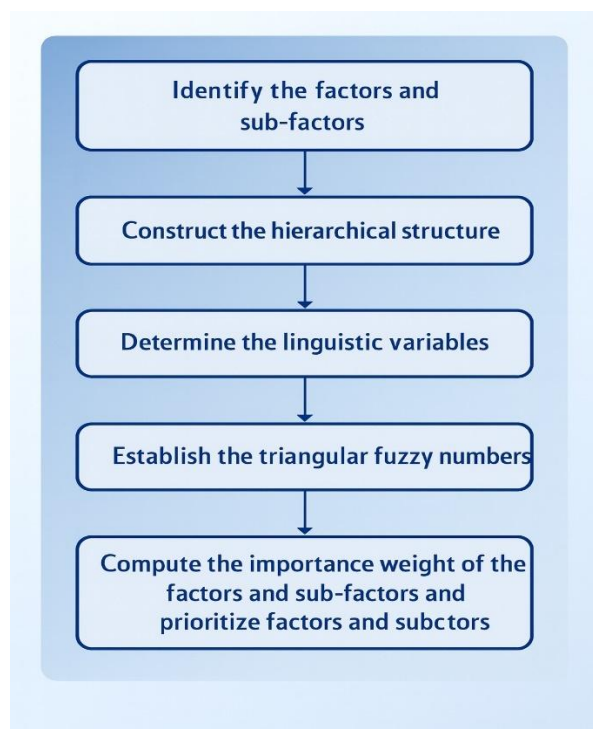 Identify the factors and
sub-factors
Construct the hierarchical structure
Determine the linguistic variables
Establish the triangular fuzzy numbers
Compute the importance weight of the
factors and sub-factors and
prioritize factors and subctors